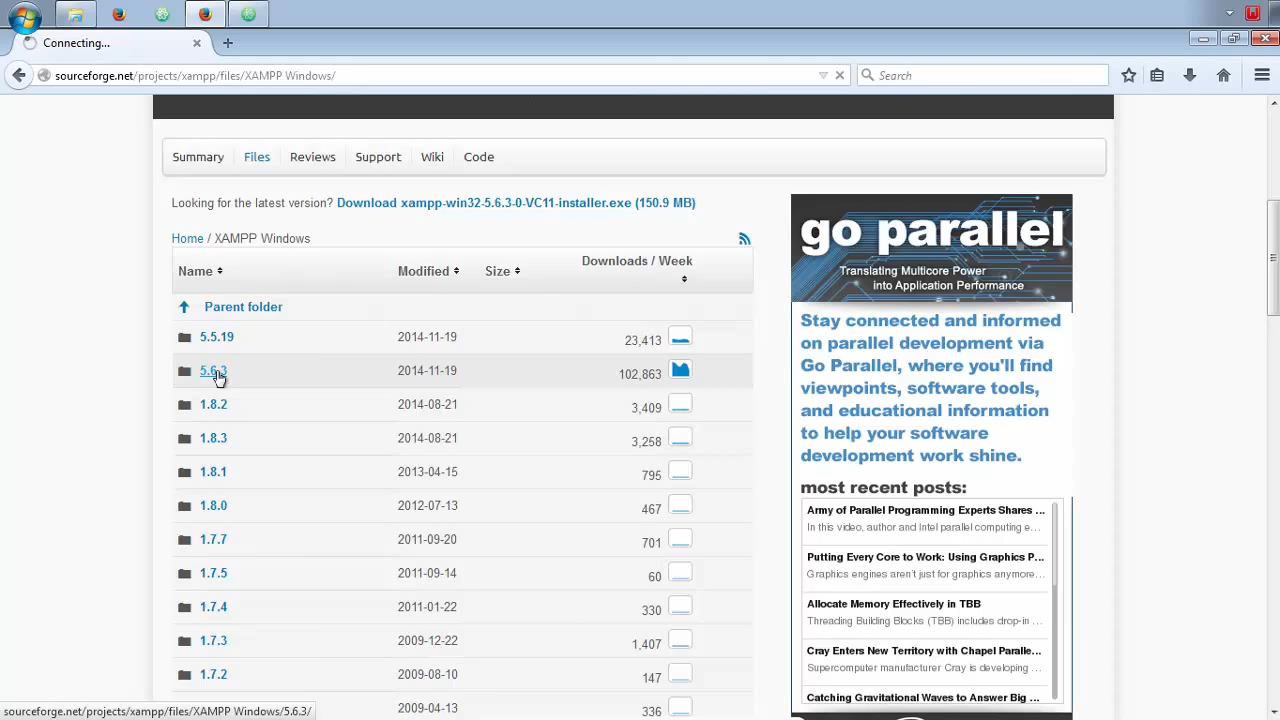 Connecting...
sourceforge.net/projects/xampp/files/XAMPP Windows/
Search
Summary Files Reviews Support Wiki Code
Looking for the latest version? Download xampp-win32-5.6.3-0-VC11-installer.exe (150.9 MB)
Home / XAMPP Windows
Name Modified Size Downloads / Week
Parent folder
5.5.19 2014-11-19 23,413
5.6.3 2014-11-19 102,863
1.8.2 2014-08-21 3,409
1.8.3 2014-08-21 3,258
1.8.1 2013-04-15 795
1.8.0 2012-07-13 467
1.7.7 2011-09-20 701
1.7.5 2011-09-14 60
1.7.4 2011-01-22 330
1.7.3 2009-12-22 1,407
1.7.2 2009-08-10 147
2009-04-13 336
sourceforge.net/projects/xampp/files/XAMPP Windows/5.6.3/
go parallel
Translating Multicore Power
into Application Performance
Stay connected and informed
on parallel development via
Go Parallel, where you'll find
viewpoints, software tools,
and educational information
to help your software
development work shine.
most recent posts:
Army of Parallel Programming Experts Shares ...
In this video, author and Intel parallel computing e...
Putting Every Core to Work: Using Graphics P...
Graphics engines aren't just for graphics anymore...
Allocate Memory Effectively in TBB
Threading Building Blocks (TBB) includes drop-in ...
Cray Enters New Territory with Chapel Paralle...
Supercomputer manufacturer Cray is developing ...
Catching Gravitational Waves to Answer Big ...